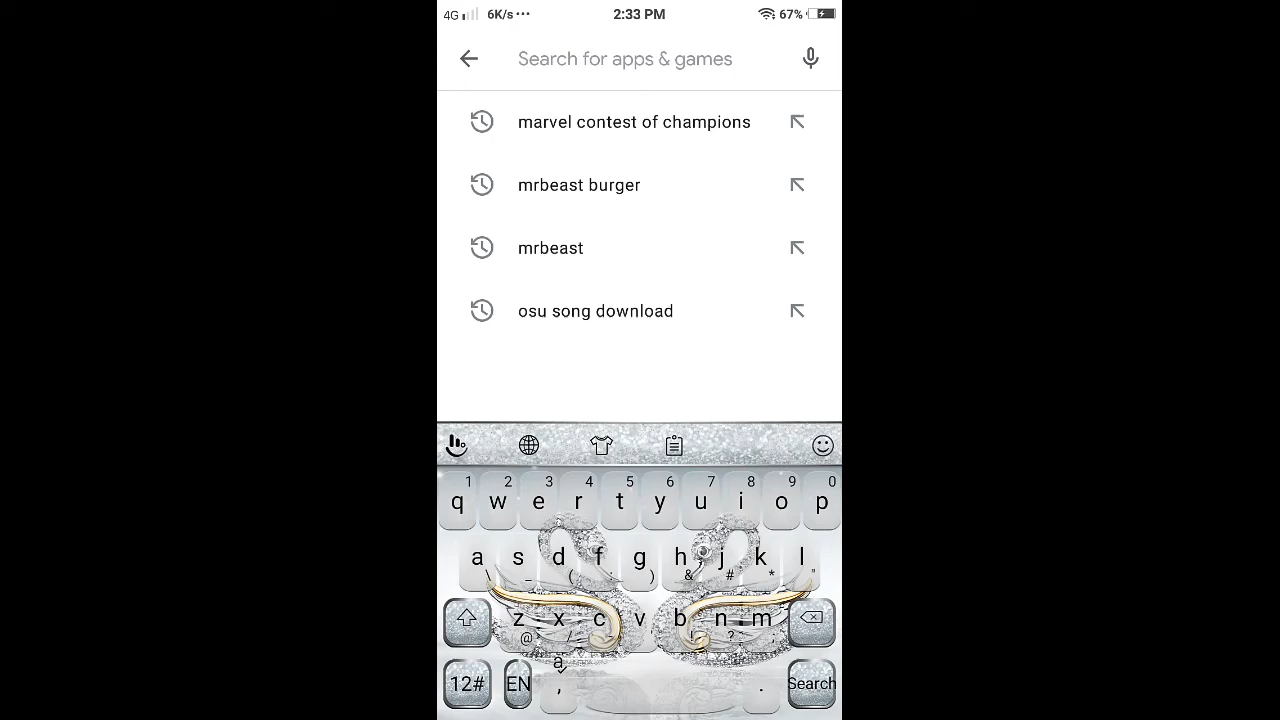 4G 6K/s ••• 2:33 PM 67%
Search for apps & games
marvel contest of champions
mrbeast burger
mrbeast
osu song download
1 2 3 4 5 6 7 8 9 0
q w e r t y u i o p
a s d f g h j k l
\ _ ( : ) & # * "
z x c v b n m
@ / - ! ?
12# EN , . Search